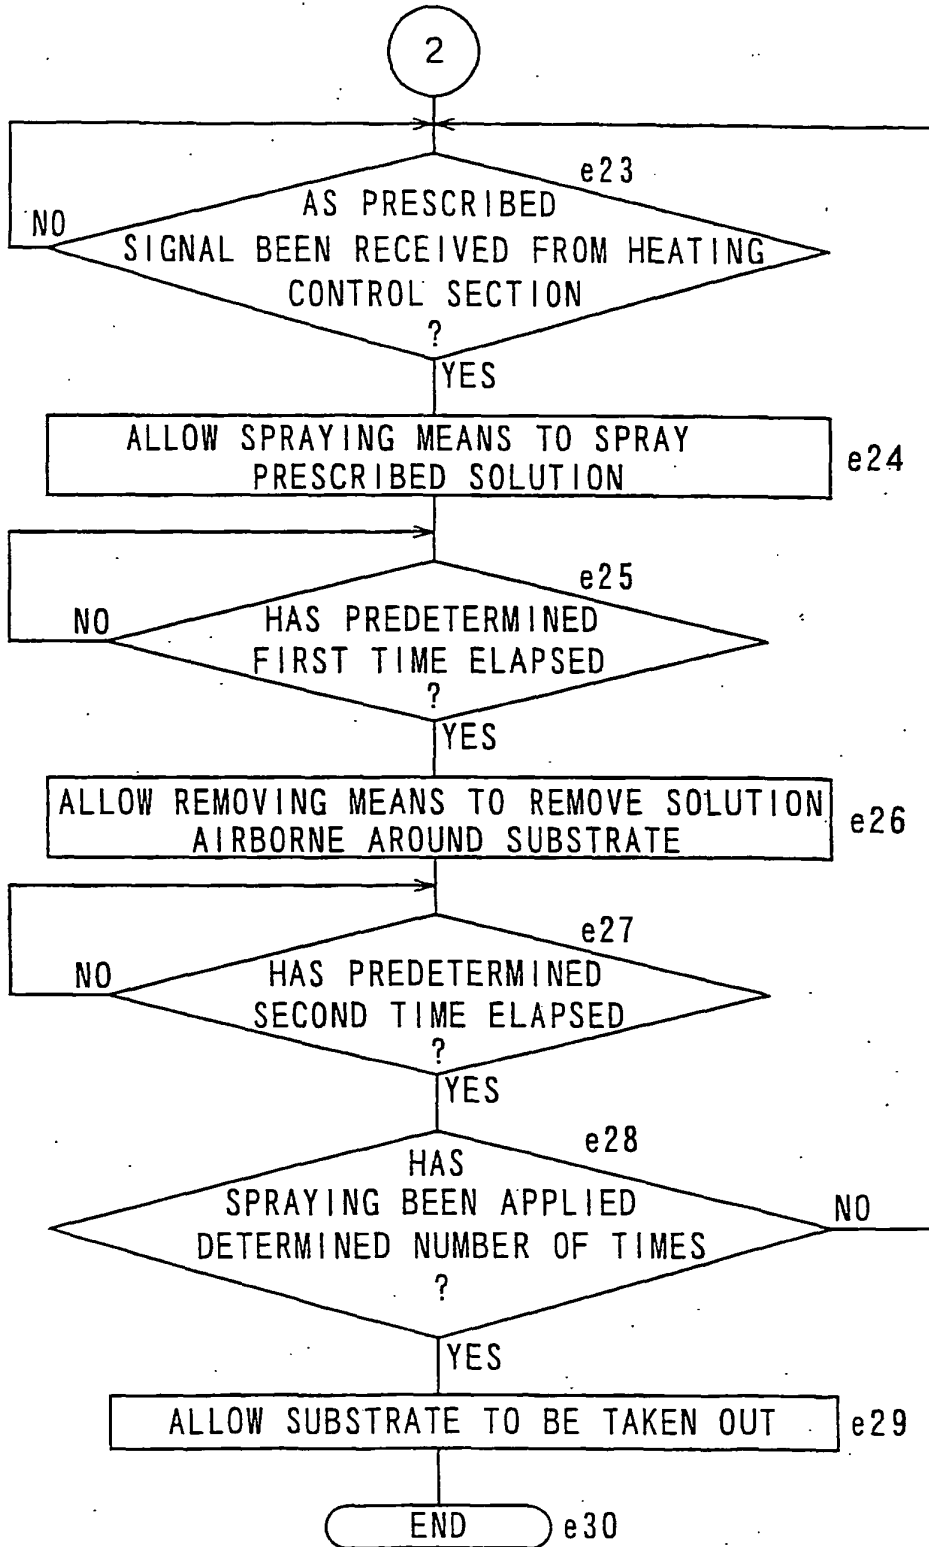 2
e23
AS PRESCRIBED
SIGNAL BEEN RECEIVED FROM HEATING
CONTROL SECTION
?
NO
YES
ALLOW SPRAYING MEANS TO SPRAY
PRESCRIBED SOLUTION
e24
e25
HAS PREDETERMINED
FIRST TIME ELAPSED
?
NO
YES
ALLOW REMOVING MEANS TO REMOVE SOLUTION
AIRBORNE AROUND SUBSTRATE
e26
e27
HAS PREDETERMINED
SECOND TIME ELAPSED
?
NO
YES
e28
HAS
SPRAYING BEEN APPLIED
DETERMINED NUMBER OF TIMES
?
NO
YES
ALLOW SUBSTRATE TO BE TAKEN OUT
e29
END
e30